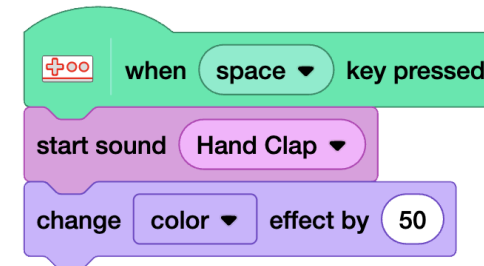 when space key pressed
start sound Hand Clap
change color effect by 50